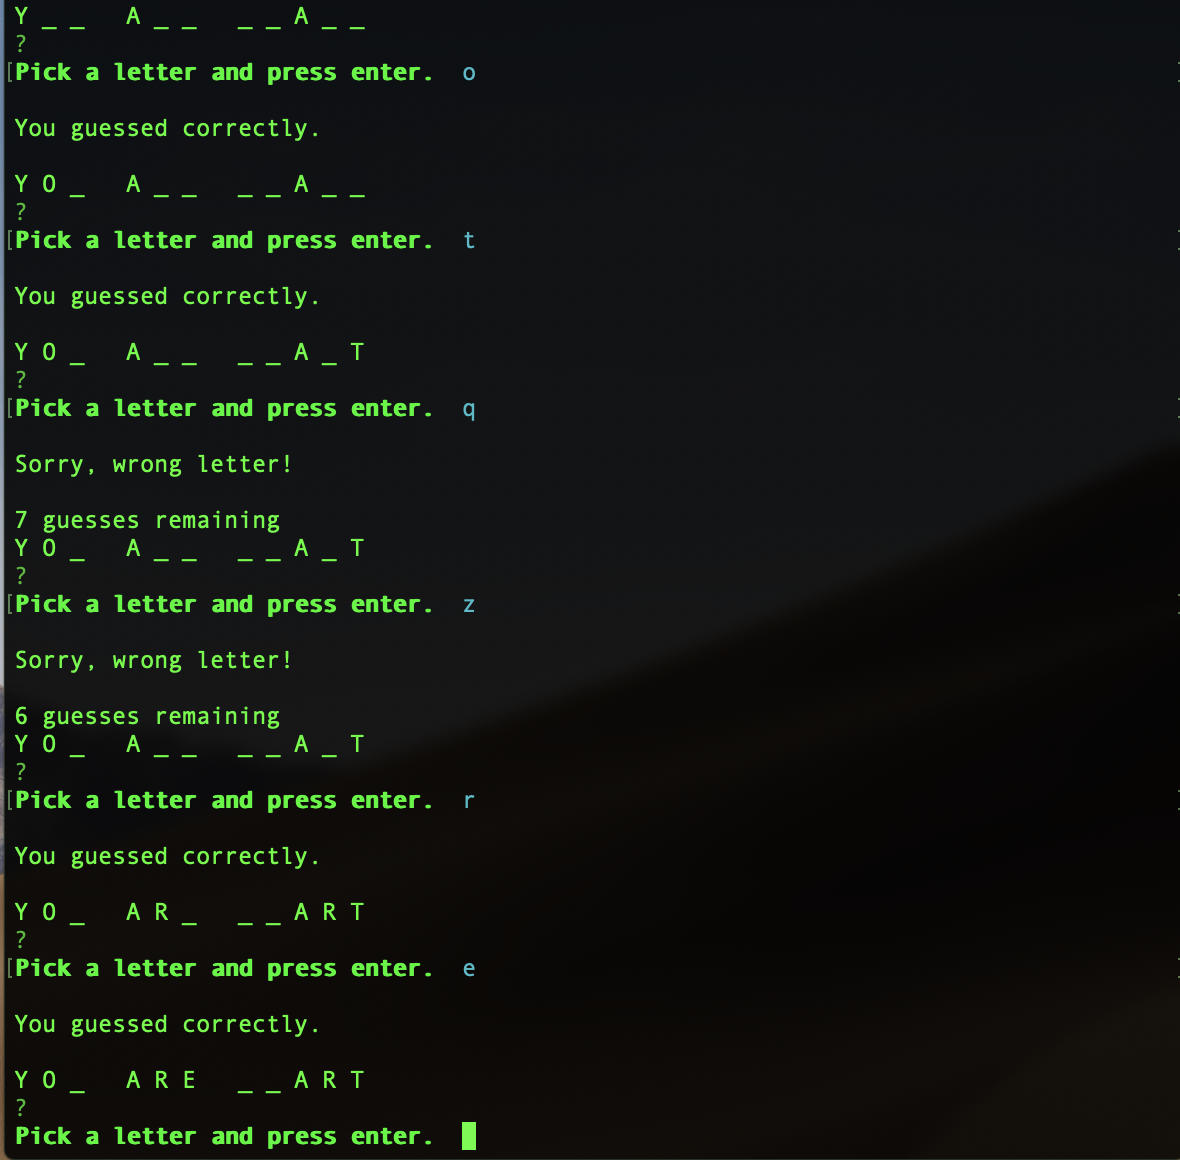 Y _ _   A _ _   _ _ A _ _
?
[Pick a letter and press enter.  o
You guessed correctly.
Y O _   A _ _   _ _ A _ _
?
[Pick a letter and press enter.  t
You guessed correctly.
Y O _   A _ _   _ _ A _ T
?
[Pick a letter and press enter.  q
Sorry, wrong letter!
7 guesses remaining
Y O _   A _ _   _ _ A _ T
?
[Pick a letter and press enter.  z
Sorry, wrong letter!
6 guesses remaining
Y O _   A _ _   _ _ A _ T
?
[Pick a letter and press enter.  r
You guessed correctly.
Y O _   A R _   _ _ A R T
?
[Pick a letter and press enter.  e
You guessed correctly.
Y O _   A R E   _ _ A R T
?
Pick a letter and press enter.